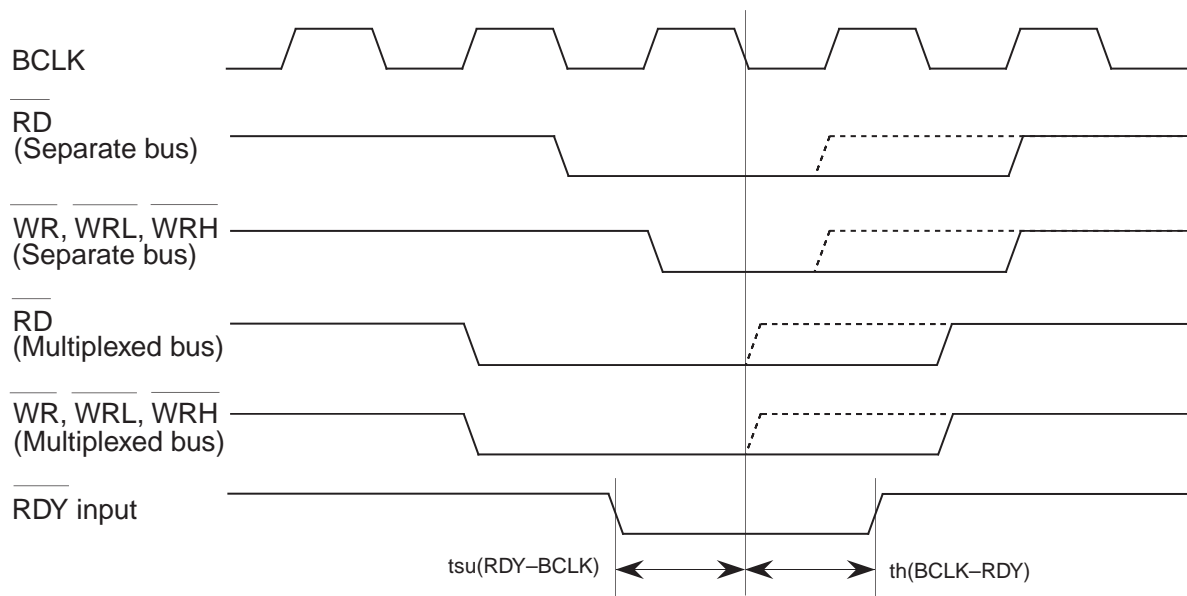 BCLK
RD
(Separate bus)
WR, WRL, WRH
(Separate bus)
RD
(Multiplexed bus)
WR, WRL, WRH
(Multiplexed bus)
RDY input
tsu(RDY–BCLK)
th(BCLK–RDY)